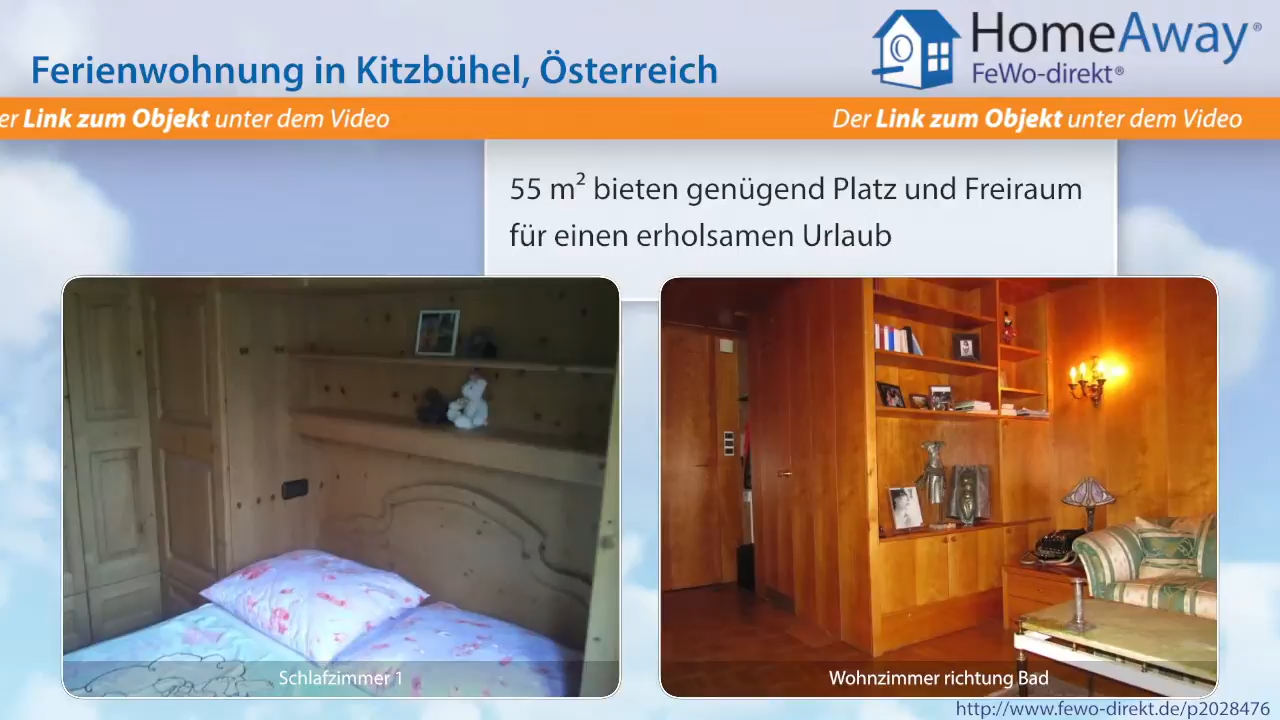 Ferienwohnung in Kitzbühel, Österreich
HomeAway®
FeWo-direkt®
er Link zum Objekt unter dem Video
Der Link zum Objekt unter dem Video
55 m² bieten genügend Platz und Freiraum
für einen erholsamen Urlaub
Schlafzimmer 1
Wohnzimmer richtung Bad
http://www.fewo-direkt.de/p2028476